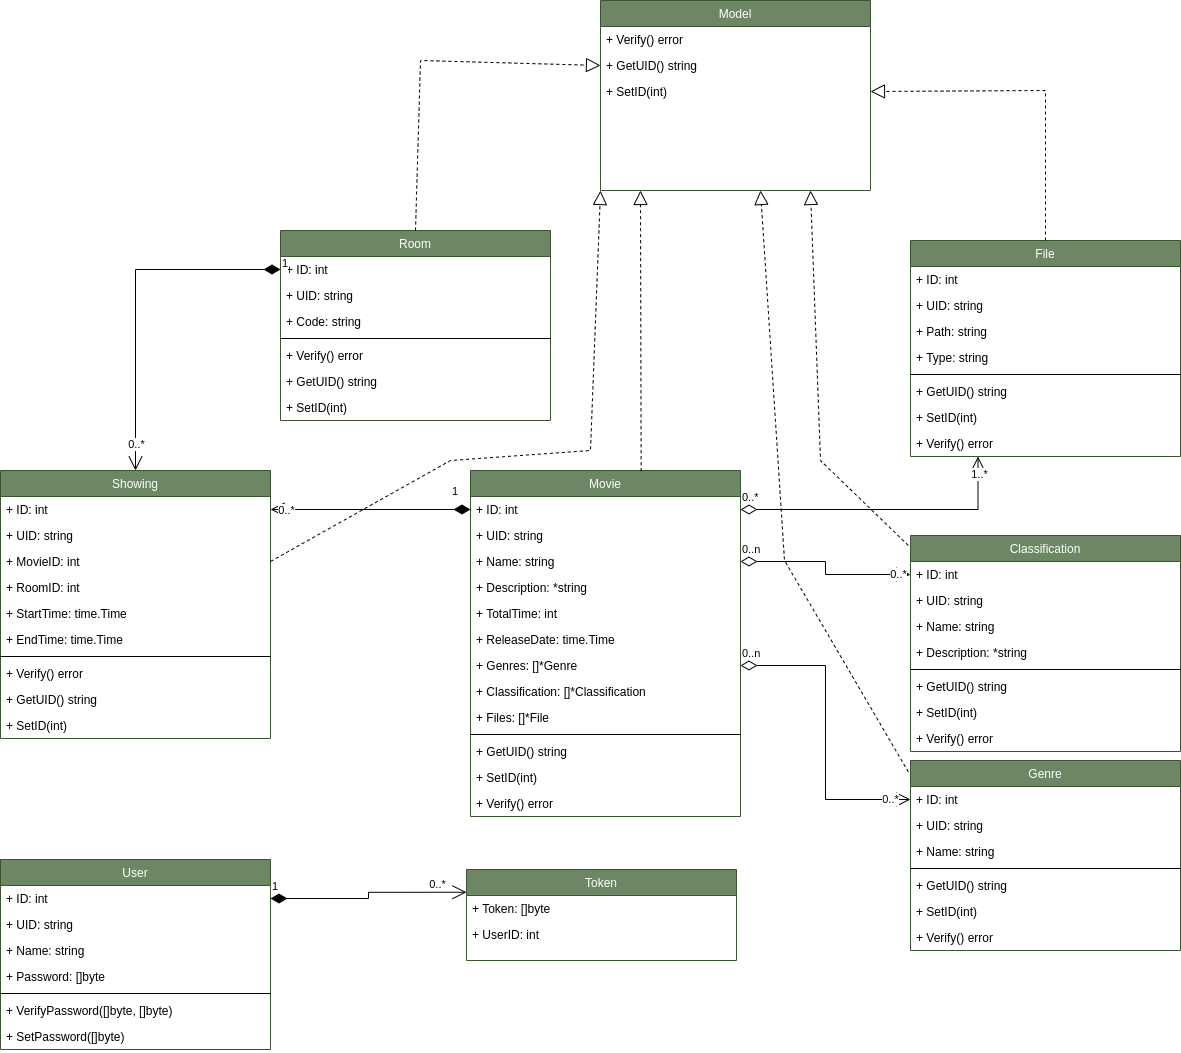 Model
+ Verify() error
+ GetUID() string
+ SetID(int)
Room
1
+ ID: int
+ UID: string
+ Code: string
+ Verify() error
+ GetUID() string
+ SetID(int)
File
+ ID: int
+ UID: string
+ Path: string
+ Type: string
+ GetUID() string
+ SetID(int)
+ Verify() error
0..*
Showing
+ ID: int
+ UID: string
+ MovieID: int
+ RoomID: int
+ StartTime: time.Time
+ EndTime: time.Time
+ Verify() error
+ GetUID() string
+ SetID(int)
0..*
1
Movie
+ ID: int
+ UID: string
+ Name: string
+ Description: *string
+ TotalTime: int
+ ReleaseDate: time.Time
+ Genres: []*Genre
+ Classification: []*Classification
+ Files: []*File
+ GetUID() string
+ SetID(int)
+ Verify() error
0..*
1..*
0..n
0..*
0..n
0..*
Classification
+ ID: int
+ UID: string
+ Name: string
+ Description: *string
+ GetUID() string
+ SetID(int)
+ Verify() error
Genre
+ ID: int
+ UID: string
+ Name: string
+ GetUID() string
+ SetID(int)
+ Verify() error
User
+ ID: int
+ UID: string
+ Name: string
+ Password: []byte
+ VerifyPassword([]byte, []byte)
+ SetPassword([]byte)
1
0..*
Token
+ Token: []byte
+ UserID: int